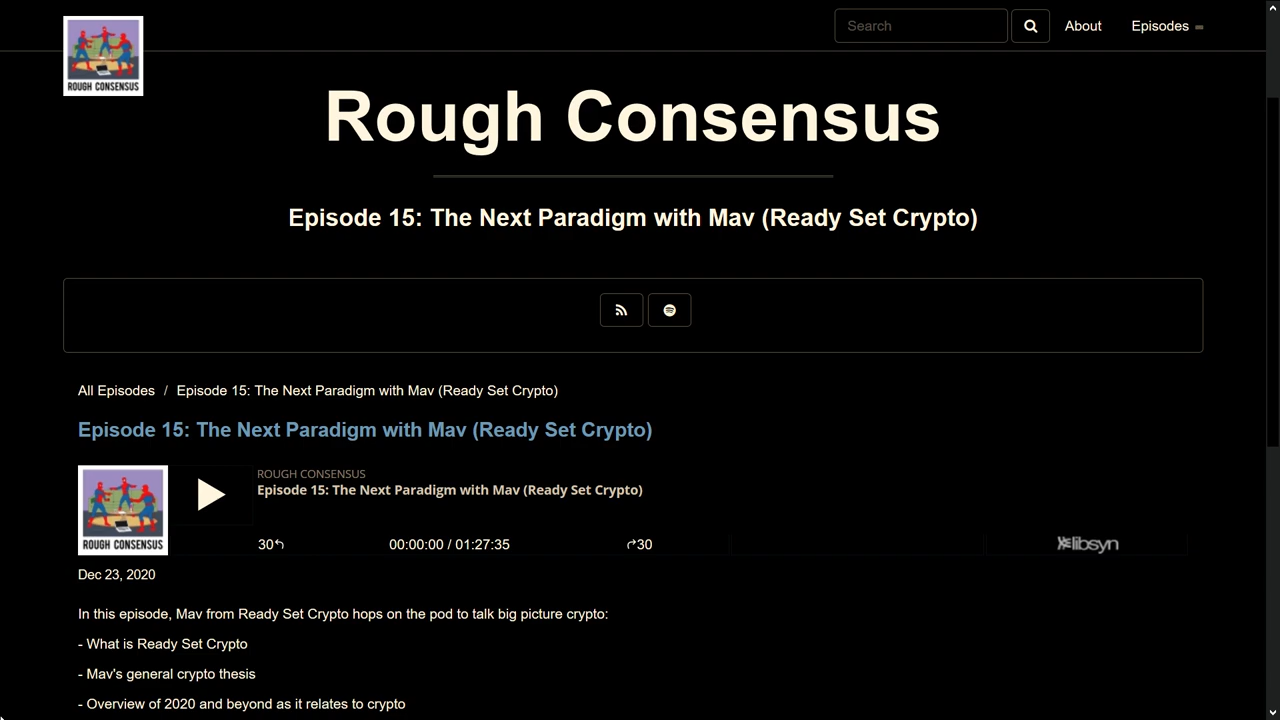 Search
About
Episodes
ROUGH CONSENSUS
Rough Consensus
Episode 15: The Next Paradigm with Mav (Ready Set Crypto)
All Episodes / Episode 15: The Next Paradigm with Mav (Ready Set Crypto)
Episode 15: The Next Paradigm with Mav (Ready Set Crypto)
ROUGH CONSENSUS
Episode 15: The Next Paradigm with Mav (Ready Set Crypto)
ROUGH CONSENSUS
30
00:00:00 / 01:27:35
30
libsyn
Dec 23, 2020
In this episode, Mav from Ready Set Crypto hops on the pod to talk big picture crypto:
- What is Ready Set Crypto
- Mav's general crypto thesis
- Overview of 2020 and beyond as it relates to crypto